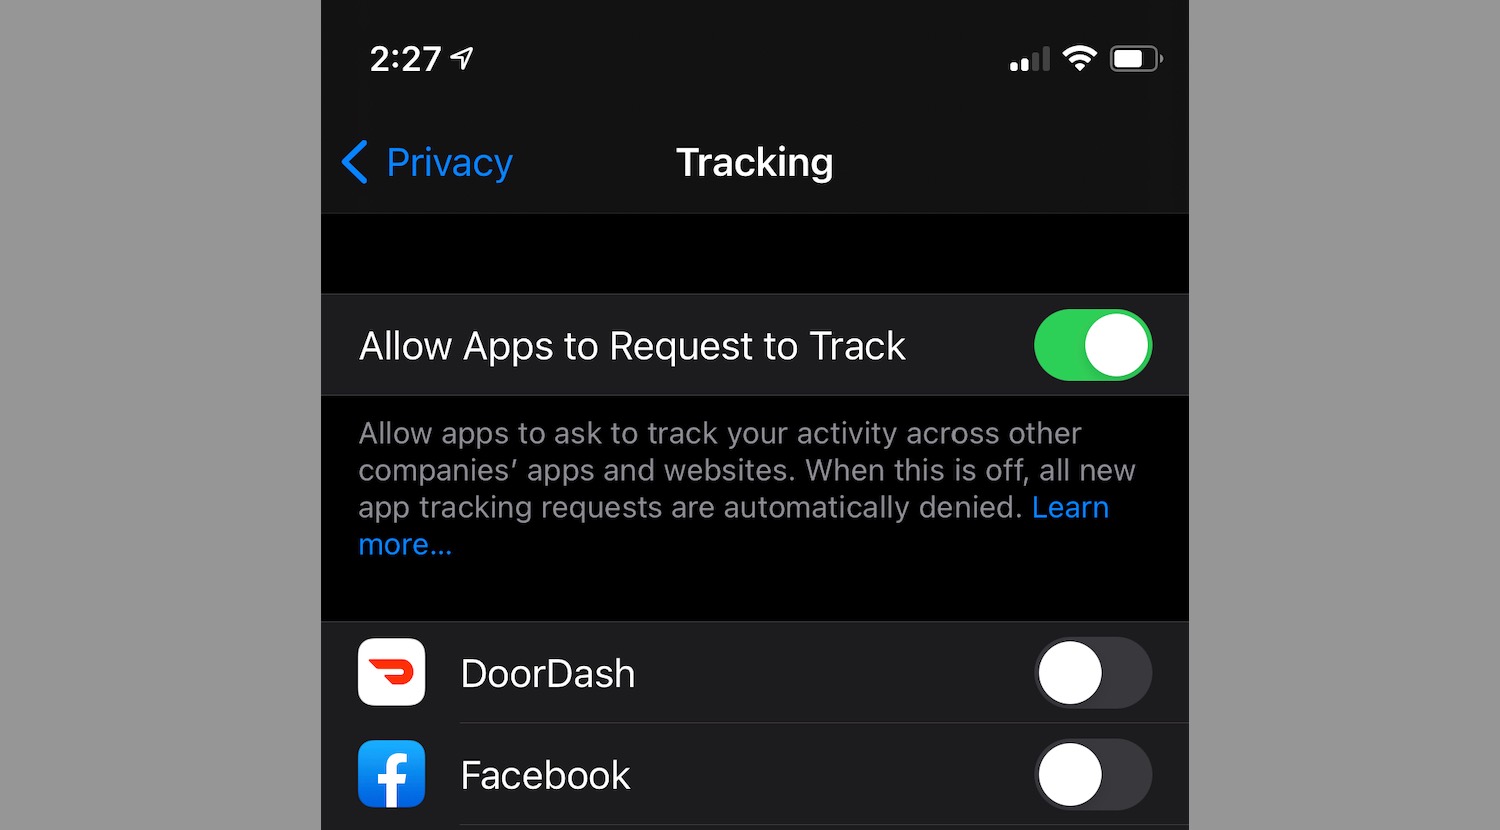 2:27
Privacy
Tracking
Allow Apps to Request to Track
Allow apps to ask to track your activity across other
companies’ apps and websites. When this is off, all new
app tracking requests are automatically denied. Learn
more...
DoorDash
Facebook